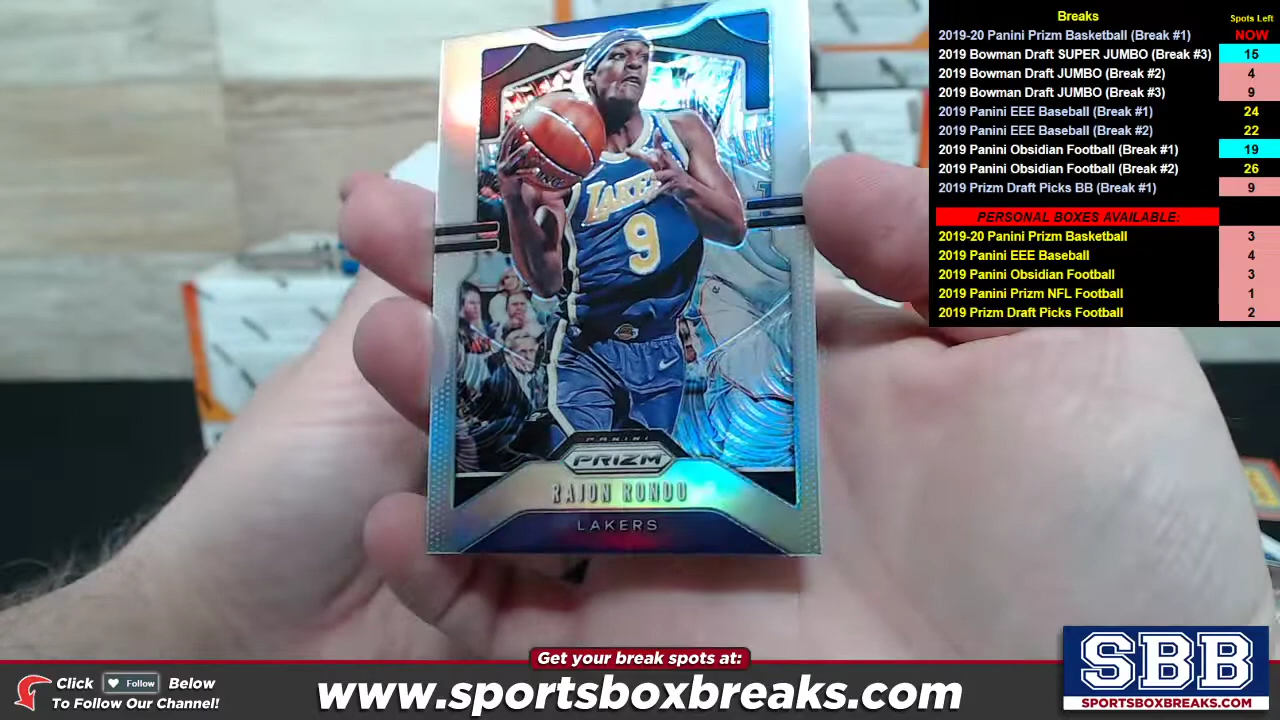 LAKERS
9
PANINI
PRIZM
RAJON RONDO
LAKERS
Breaks Spots Left
2019-20 Panini Prizm Basketball (Break #1) NOW
2019 Bowman Draft SUPER JUMBO (Break #3) 15
2019 Bowman Draft JUMBO (Break #2) 4
2019 Bowman Draft JUMBO (Break #3) 9
2019 Panini EEE Baseball (Break #1) 24
2019 Panini EEE Baseball (Break #2) 22
2019 Panini Obsidian Football (Break #1) 19
2019 Panini Obsidian Football (Break #2) 26
2019 Prizm Draft Picks BB (Break #1) 9
PERSONAL BOXES AVAILABLE:
2019-20 Panini Prizm Basketball 3
2019 Panini EEE Baseball 4
2019 Panini Obsidian Football 3
2019 Panini Prizm NFL Football 1
2019 Prizm Draft Picks Football 2
Get your break spots at:
Click Follow Below
To Follow Our Channel!
www.sportsboxbreaks.com
SBB
SPORTSBOXBREAKS.COM